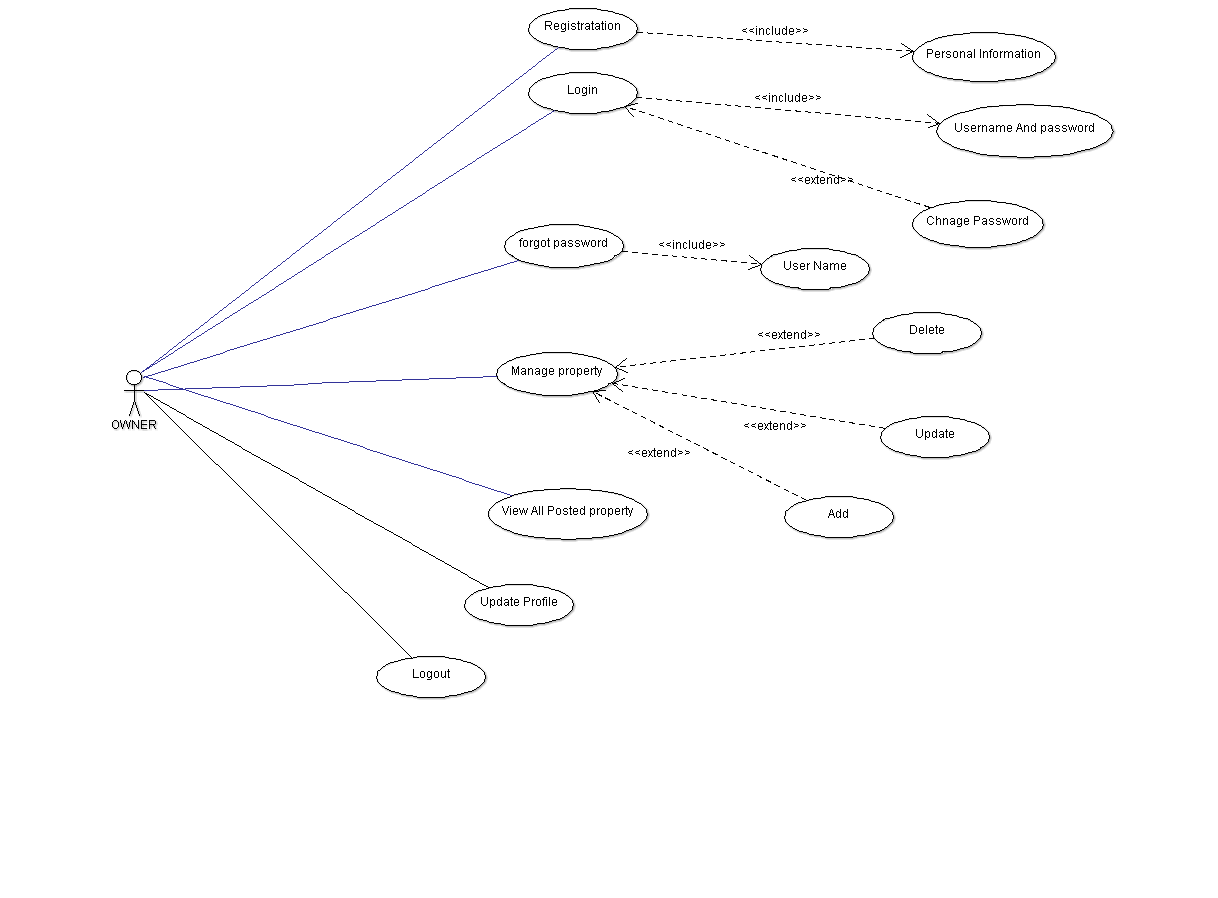 Registratation
<<include>>
Personal Information
Login
<<include>>
Username And password
<<extend>>
Chnage Password
forgot password
<<include>>
User Name
<<extend>>
Delete
Manage property
<<extend>>
Update
OWNER
<<extend>>
View All Posted property
Add
Update Profile
Logout